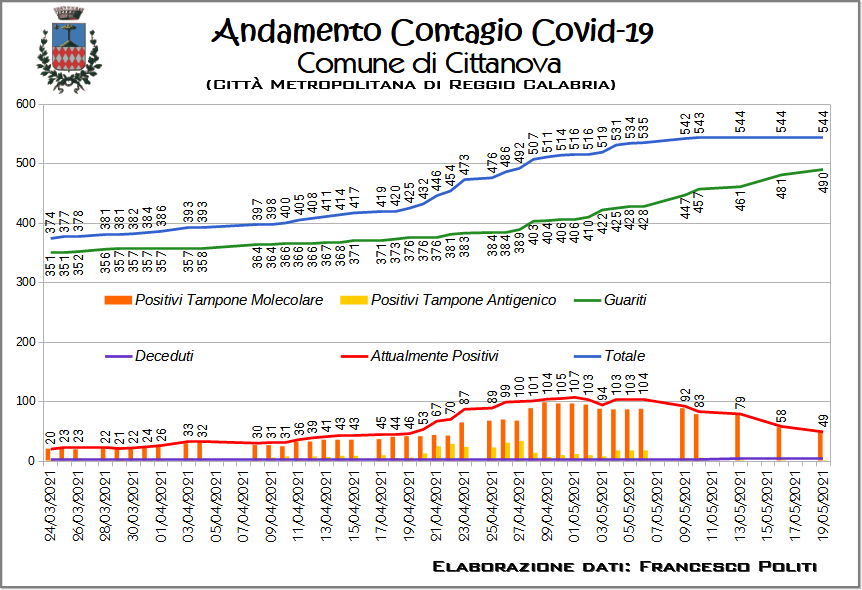 Andamento Contagio Covid-19
Comune di Cittanova
(Città Metropolitana di Reggio Calabria)
600
500
400
300
200
100
0
374 377 378 381 381 382 384 386 393 393 397 398 400 405 408 411 414 417 419 420 425 432 446 454 473 476 486 492 507 511 514 516 516 519 531 534 535 542 543 544 544 544
351 351 352 356 357 357 357 357 357 358 364 364 366 366 366 367 368 371 371 373 376 376 376 381 383 384 384 389 403 404 406 406 410 422 425 428 428 447 457 461 481 490
Positivi Tampone Molecolare
Positivi Tampone Antigenico
Guariti
Deceduti
Attualmente Positivi
Totale
20 23 23 22 21 22 24 26 33 32 30 31 31 36 39 41 43 43 45 44 46 53 67 70 87 89 99 100 101 104 105 107 103 94 103 103 104 92 83 79 58 49
24/03/2021 26/03/2021 28/03/2021 30/03/2021 01/04/2021 03/04/2021 05/04/2021 07/04/2021 09/04/2021 11/04/2021 13/04/2021 15/04/2021 17/04/2021 19/04/2021 21/04/2021 23/04/2021 25/04/2021 27/04/2021 29/04/2021 01/05/2021 03/05/2021 05/05/2021 07/05/2021 09/05/2021 11/05/2021 13/05/2021 15/05/2021 17/05/2021 19/05/2021
Elaborazione dati: Francesco Politi